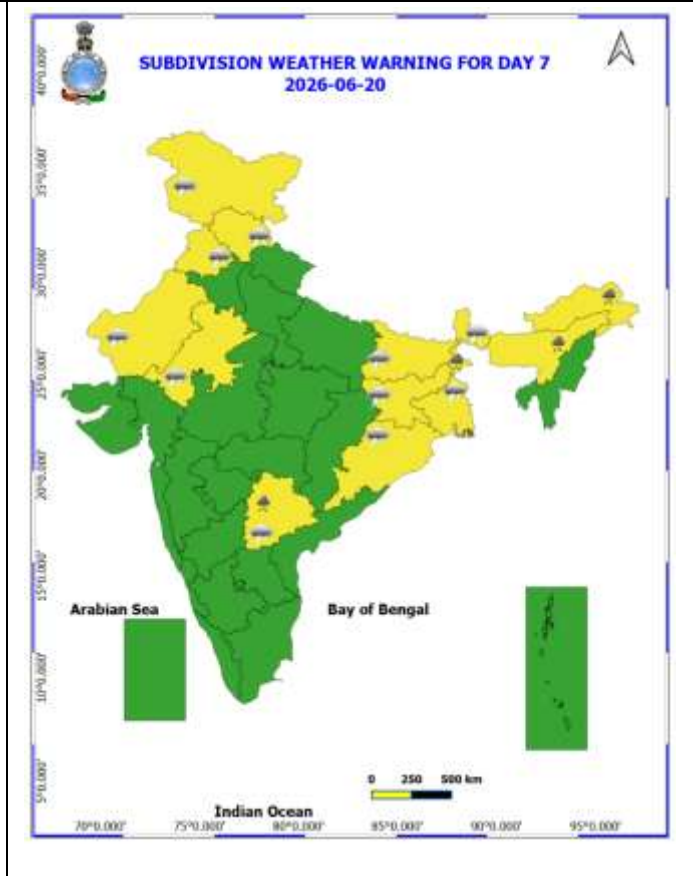 SUBDIVISION WEATHER WARNING FOR DAY 7
2026-06-20
40°0.000'
35°0.000'
30°0.000'
25°0.000'
20°0.000'
15°0.000'
10°0.000'
5°0.000'
Arabian Sea
Bay of Bengal
0 250 500 km
Indian Ocean
70°0.000' 75°0.000' 80°0.000' 85°0.000' 90°0.000' 95°0.000'